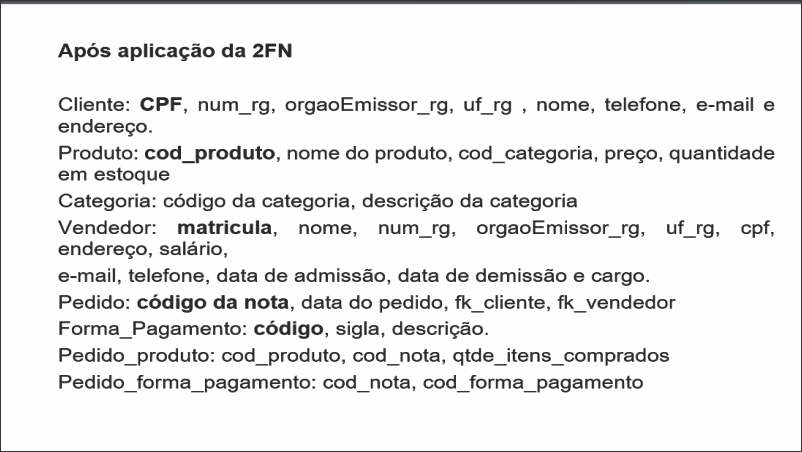 Após aplicação da 2FN
Cliente: CPF, num_rg, orgaoEmissor_rg, uf_rg , nome, telefone, e-mail e
endereço.
Produto: cod_produto, nome do produto, cod_categoria, preço, quantidade
em estoque
Categoria: código da categoria, descrição da categoria
Vendedor: matricula, nome, num_rg, orgaoEmissor_rg, uf_rg, cpf,
endereço, salário,
e-mail, telefone, data de admissão, data de demissão e cargo.
Pedido: código da nota, data do pedido, fk_cliente, fk_vendedor
Forma_Pagamento: código, sigla, descrição.
Pedido_produto: cod_produto, cod_nota, qtde_itens_comprados
Pedido_forma_pagamento: cod_nota, cod_forma_pagamento